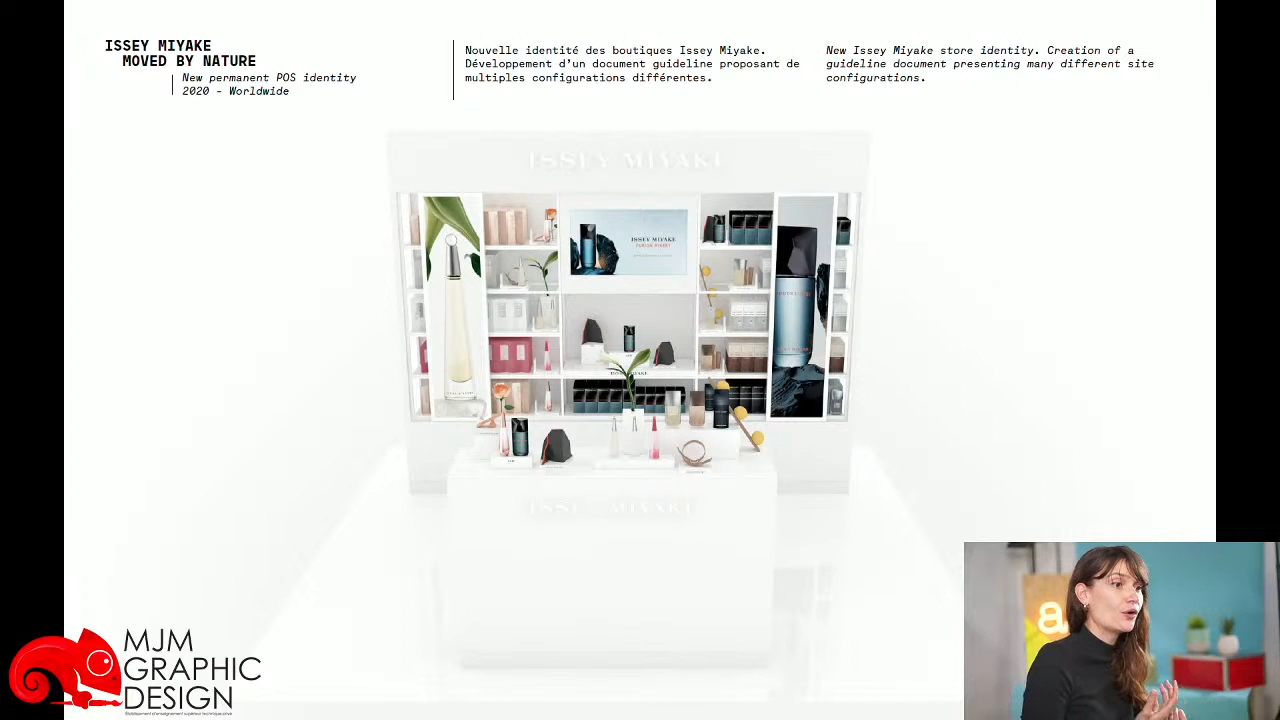 ISSEY MIYAKE
MOVED BY NATURE
New permanent POS identity
2020 - Worldwide
Nouvelle identité des boutiques Issey Miyake.
Développement d'un document guideline proposant de
multiples configurations différentes.
New Issey Miyake store identity. Creation of a
guideline document presenting many different site
configurations.
ISSEY MIYAKE
ISSEY MIYAKE
ISSEY MIYAKE
a
MJM
GRAPHIC
DESIGN